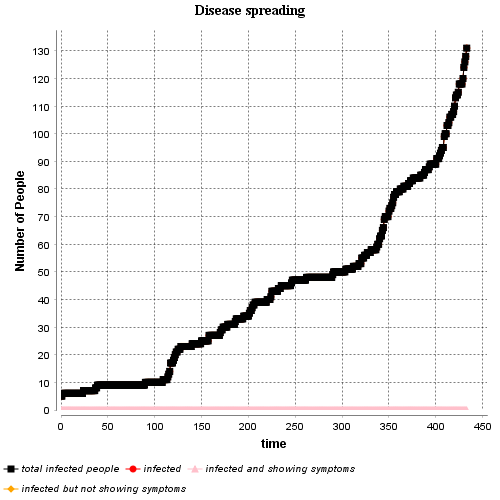 Disease spreading
Number of People
130
120
110
100
90
80
70
60
50
40
30
20
10
0
0 50 100 150 200 250 300 350 400 450
time
total infected people infected infected and showing symptoms
infected but not showing symptoms